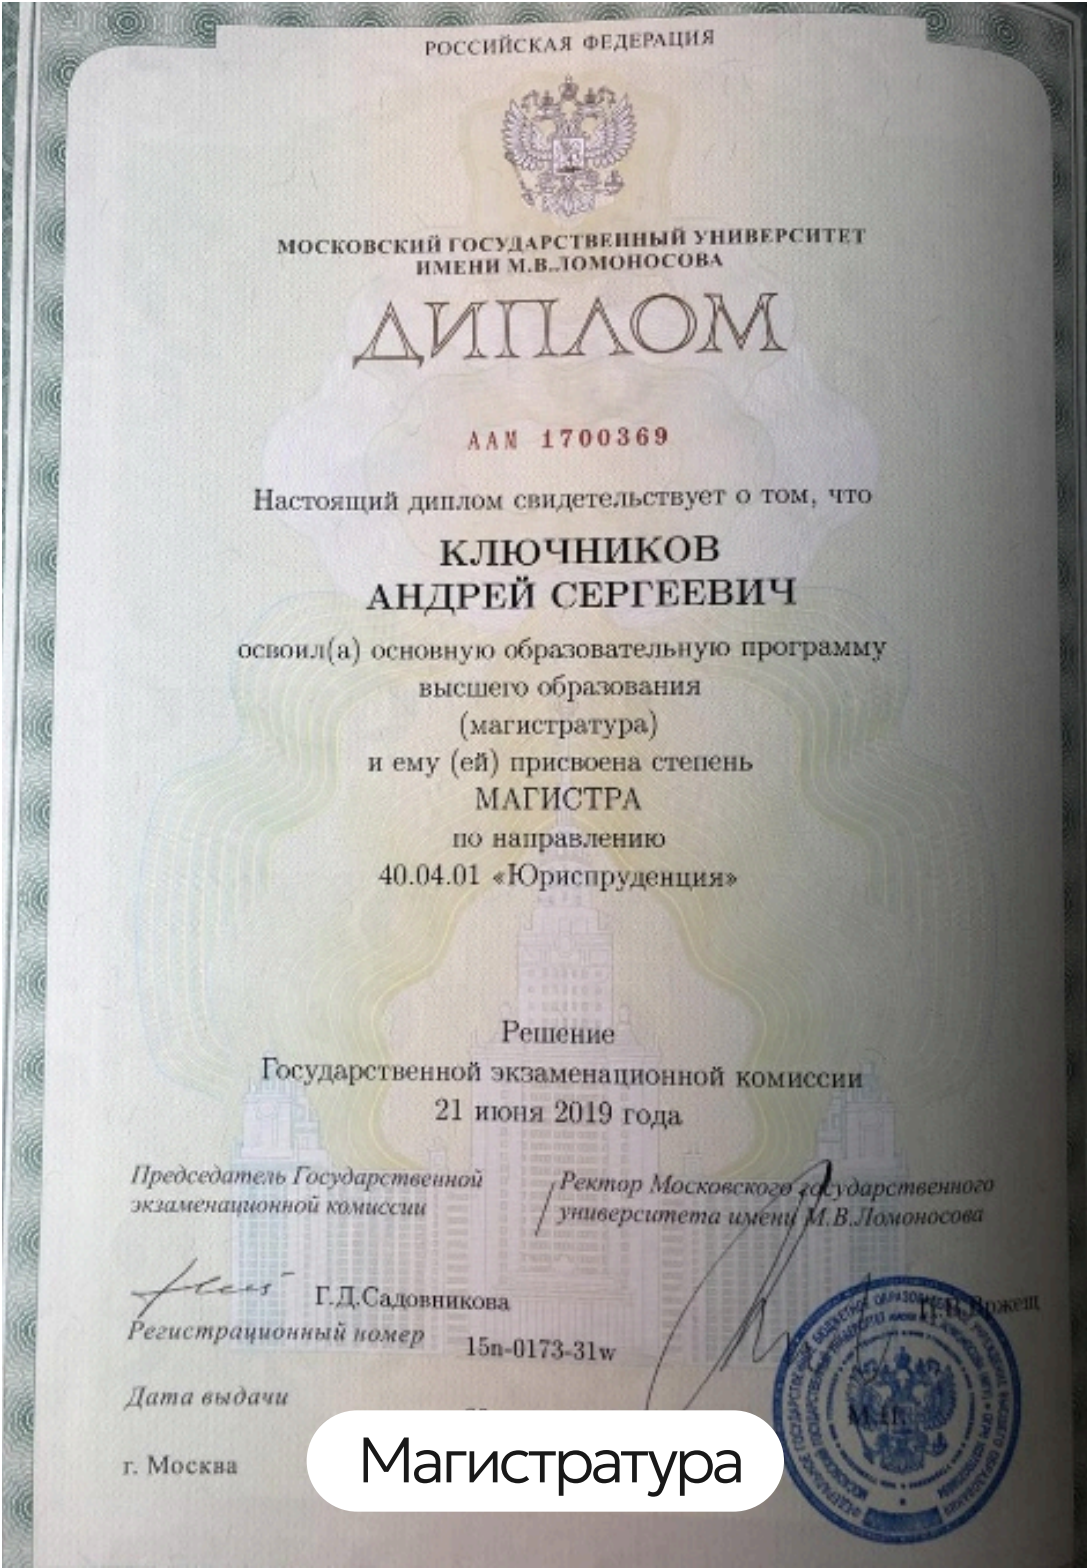 РОССИЙСКАЯ ФЕДЕРАЦИЯ
МОСКОВСКИЙ ГОСУДАРСТВЕННЫЙ УНИВЕРСИТЕТ
ИМЕНИ М.В.ЛОМОНОСОВА
ДИПЛОМ
ААМ 1700369
Настоящий диплом свидетельствует о том, что
КЛЮЧНИКОВ
АНДРЕЙ СЕРГЕЕВИЧ
освоил(а) основную образовательную программу
высшего образования
(магистратура)
и ему (ей) присвоена степень
МАГИСТРА
по направлению
40.04.01 «Юриспруденция»
Решение
Государственной экзаменационной комиссии
21 июня 2019 года
Председатель Государственной
экзаменационной комиссии
Ректор Московского государственного
университета имени М.В.Ломоносова
Г.Д.Садовникова
Регистрационный номер
15п-0173-31w
Дата выдачи
М.П.
г. Москва
Магистратура